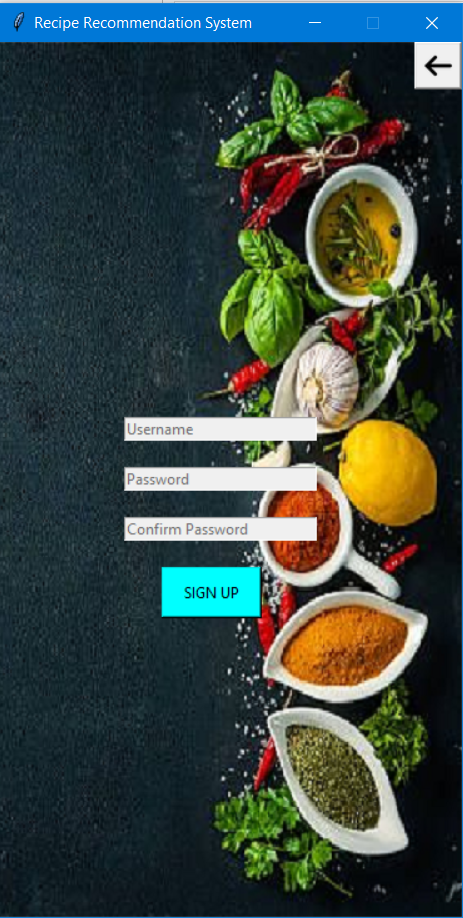 Recipe Recommendation System
Username
Password
Confirm Password
SIGN UP